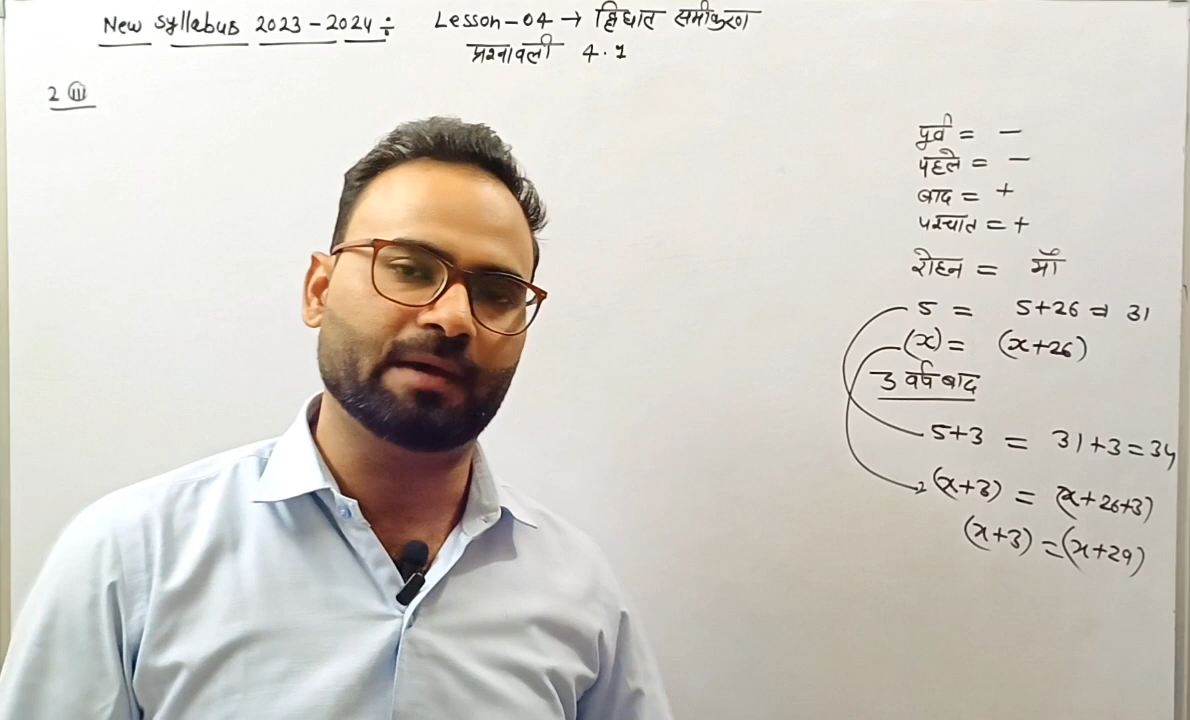 New Syllabus 2023-2024 ÷ Lesson-04 → द्विघात समीकरण
प्रश्नावली 4.1
2 (iii)
पुर्व = -
पहले = -
बाद = +
पश्चात = +
रोहन = माँ
5 = 5+26 = 31
(x) = (x+26)
3 वर्ष बाद
5+3 = 31+3 = 34
(x+3) = (x+26+3)
(x+3) = (x+29)